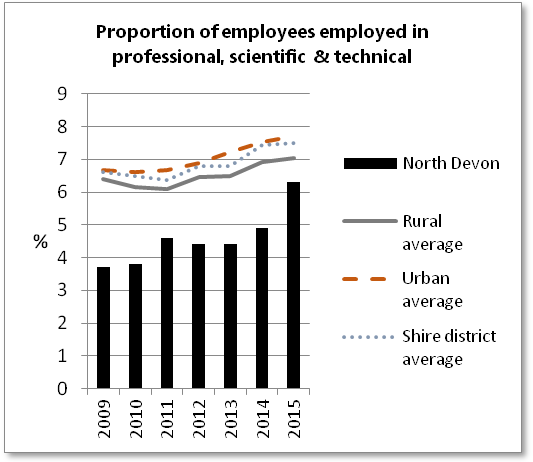 Proportion of employees employed in
professional, scientific & technical
9
8
7
6
5
4
3
2
1
0
%
2009
2010
2011
2012
2013
2014
2015
North Devon
Rural
average
Urban
average
Shire district
average